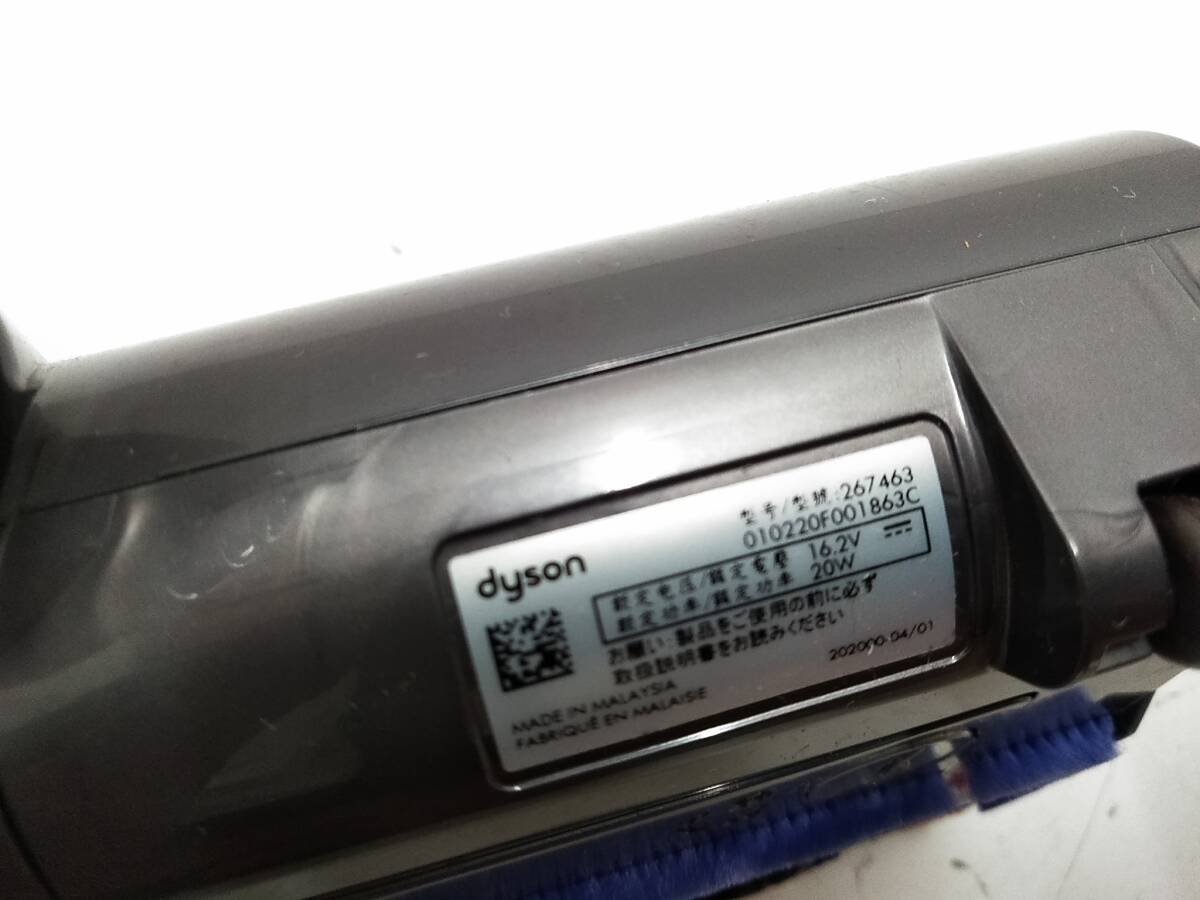 dyson
型号/型號:267463
010220F001863C
額定电压/額定電壓 16.2V
額定功率/額定功率 20W
お願い:製品をご使用の前に必ず
取扱説明書をお読みください
MADE IN MALAYSIA
FABRIQUÉ EN MALAISIE
202000-04/01